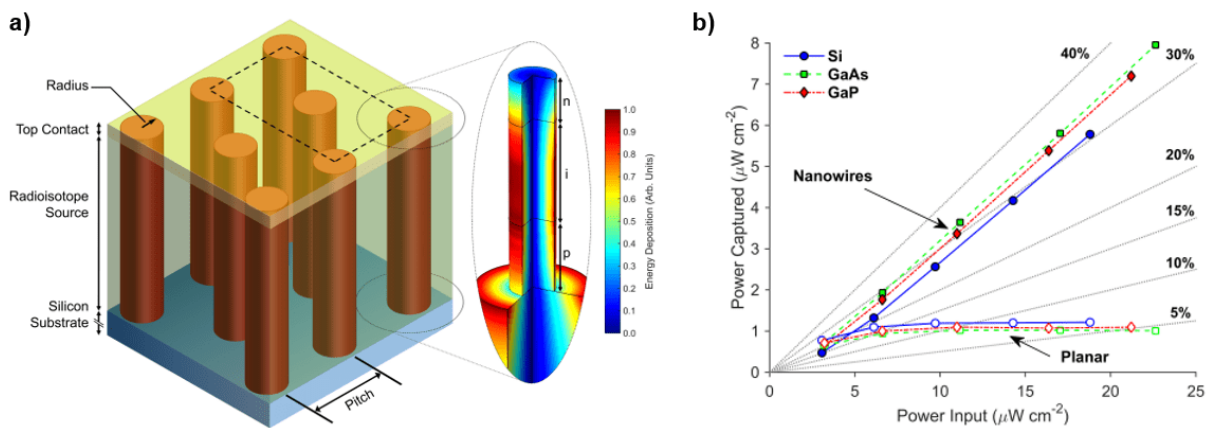 a)
Radius
Top Contact
Radioisotope
Source
Silicon
Substrate
Pitch
n
i
p
1.0
0.9
0.8
0.7
0.6
0.5
0.4
0.3
0.2
0.1
0.0
Energy Deposition (Arb. Units)
b)
Si
GaAs
GaP
40%
30%
20%
15%
10%
5%
Nanowires
Planar
8
7
6
5
4
3
2
1
0
Power Captured (μW cm⁻²)
0 5 10 15 20 25
Power Input (μW cm⁻²)